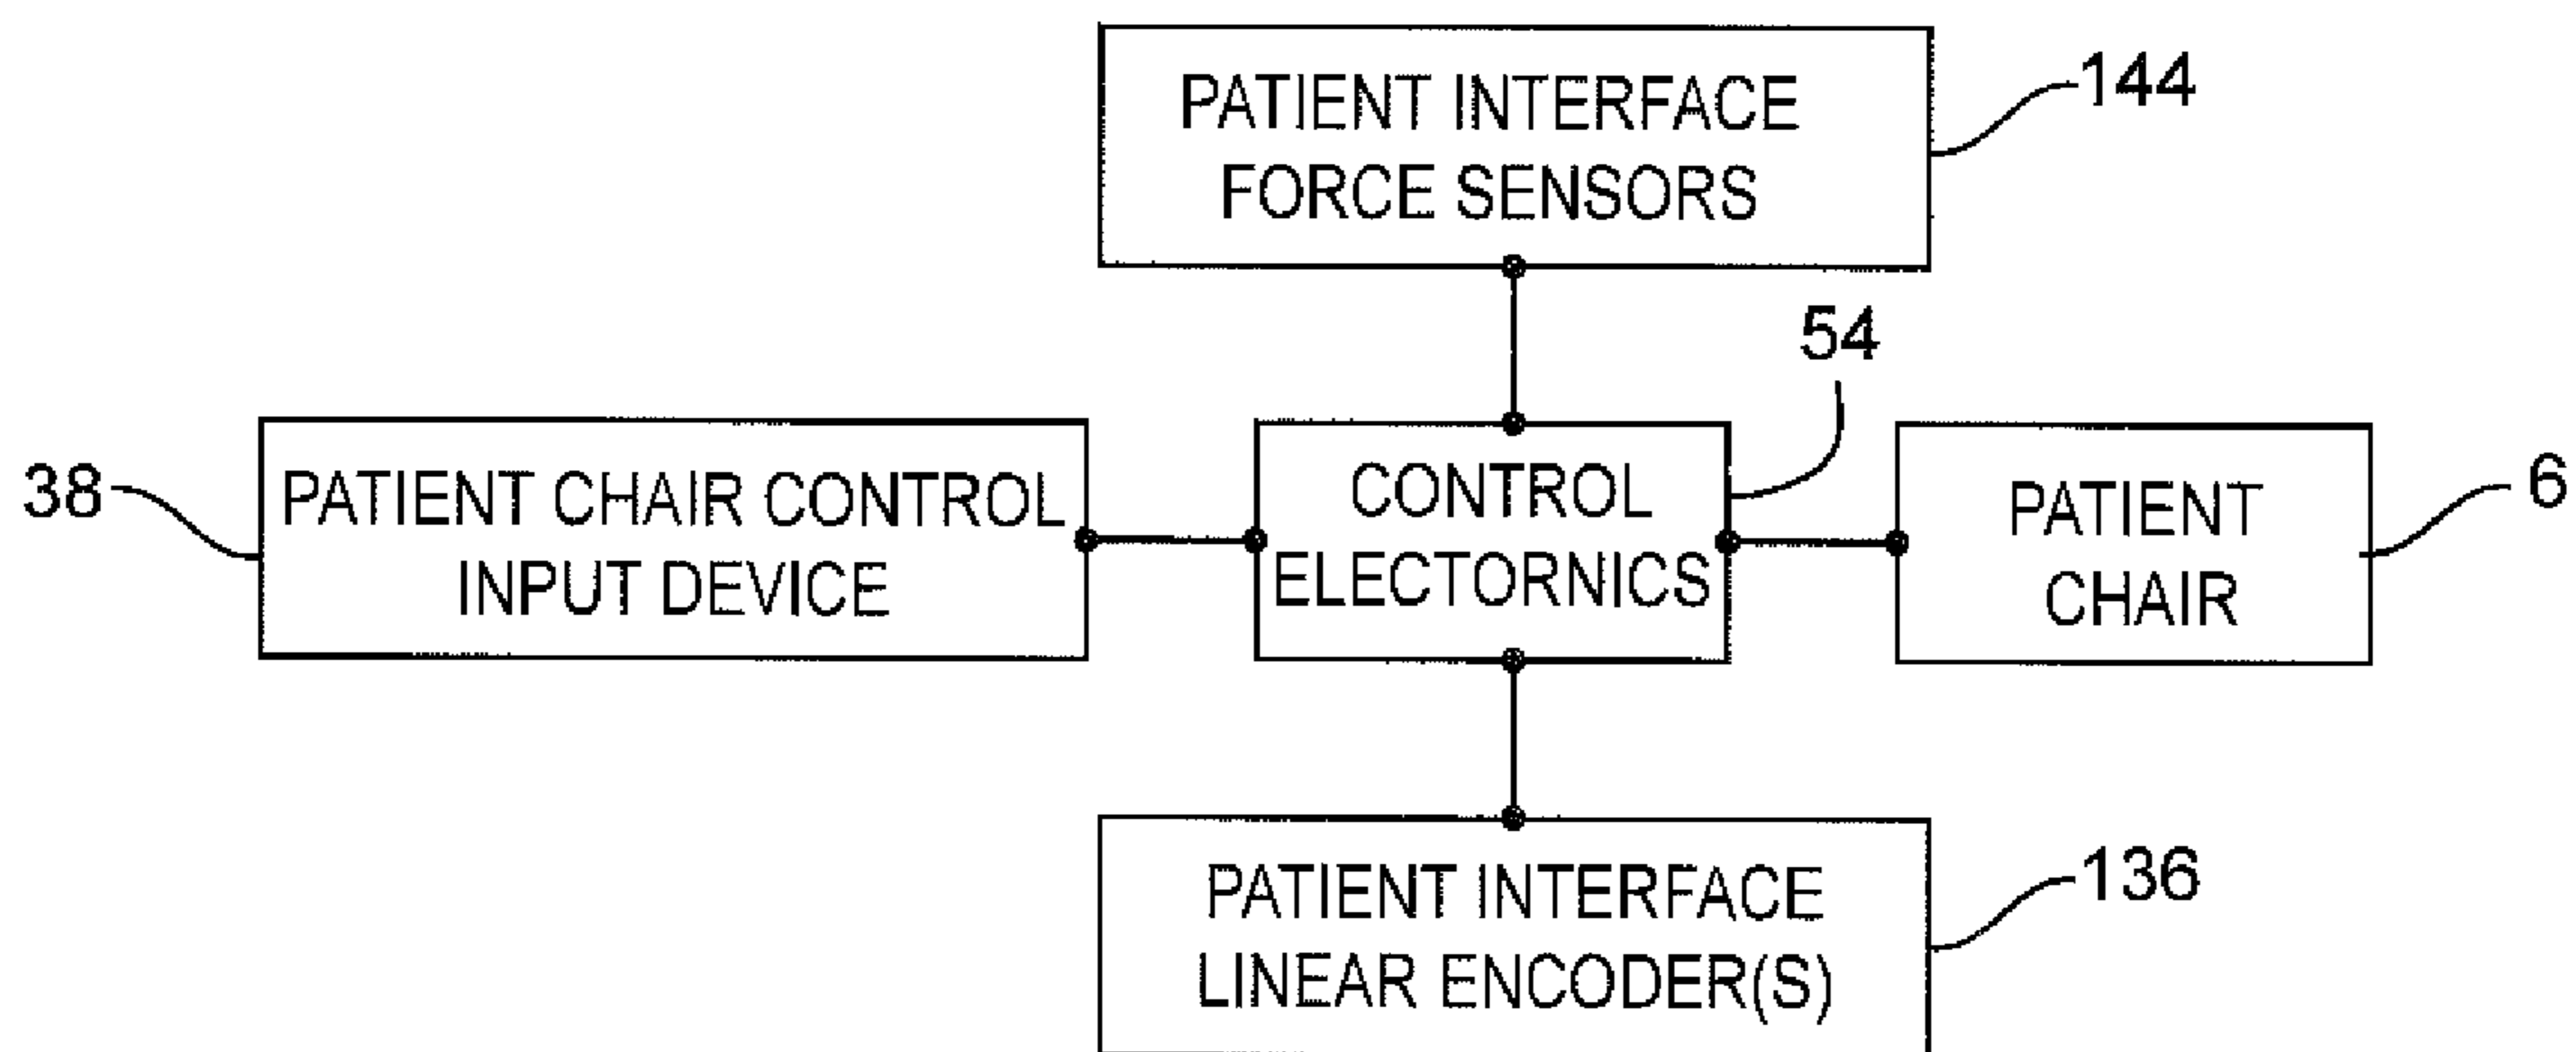 PATIENT INTERFACE
FORCE SENSORS
144
54
38
PATIENT CHAIR CONTROL
INPUT DEVICE
CONTROL
ELECTORNICS
PATIENT
CHAIR
6
PATIENT INTERFACE
LINEAR ENCODER(S)
136